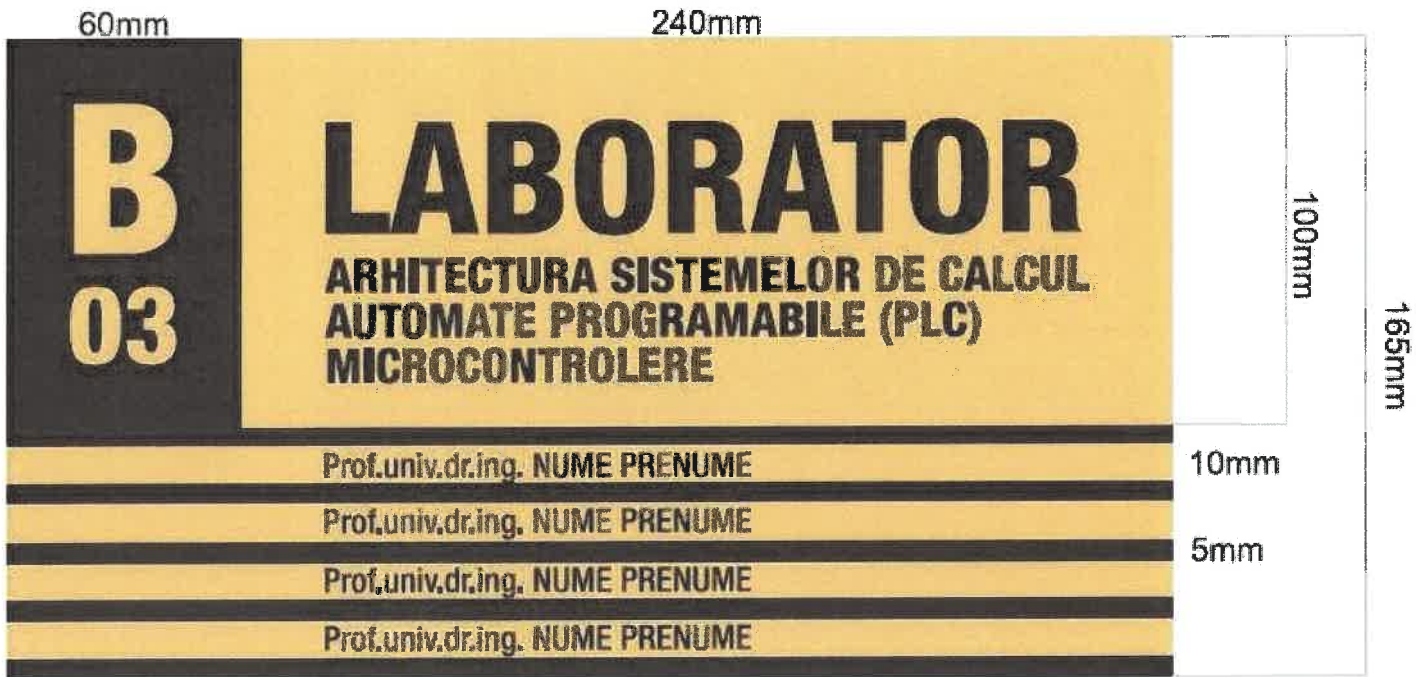 60mm
240mm
B
03
LABORATOR
ARHITECTURA SISTEMELOR DE CALCUL
AUTOMATE PROGRAMABILE (PLC)
MICROCONTROLERE
100mm
165mm
Prof.univ.dr.ing. NUME PRENUME
10mm
Prof.univ.dr.ing. NUME PRENUME
5mm
Prof.univ.dr.ing. NUME PRENUME
Prof.univ.dr.ing. NUME PRENUME